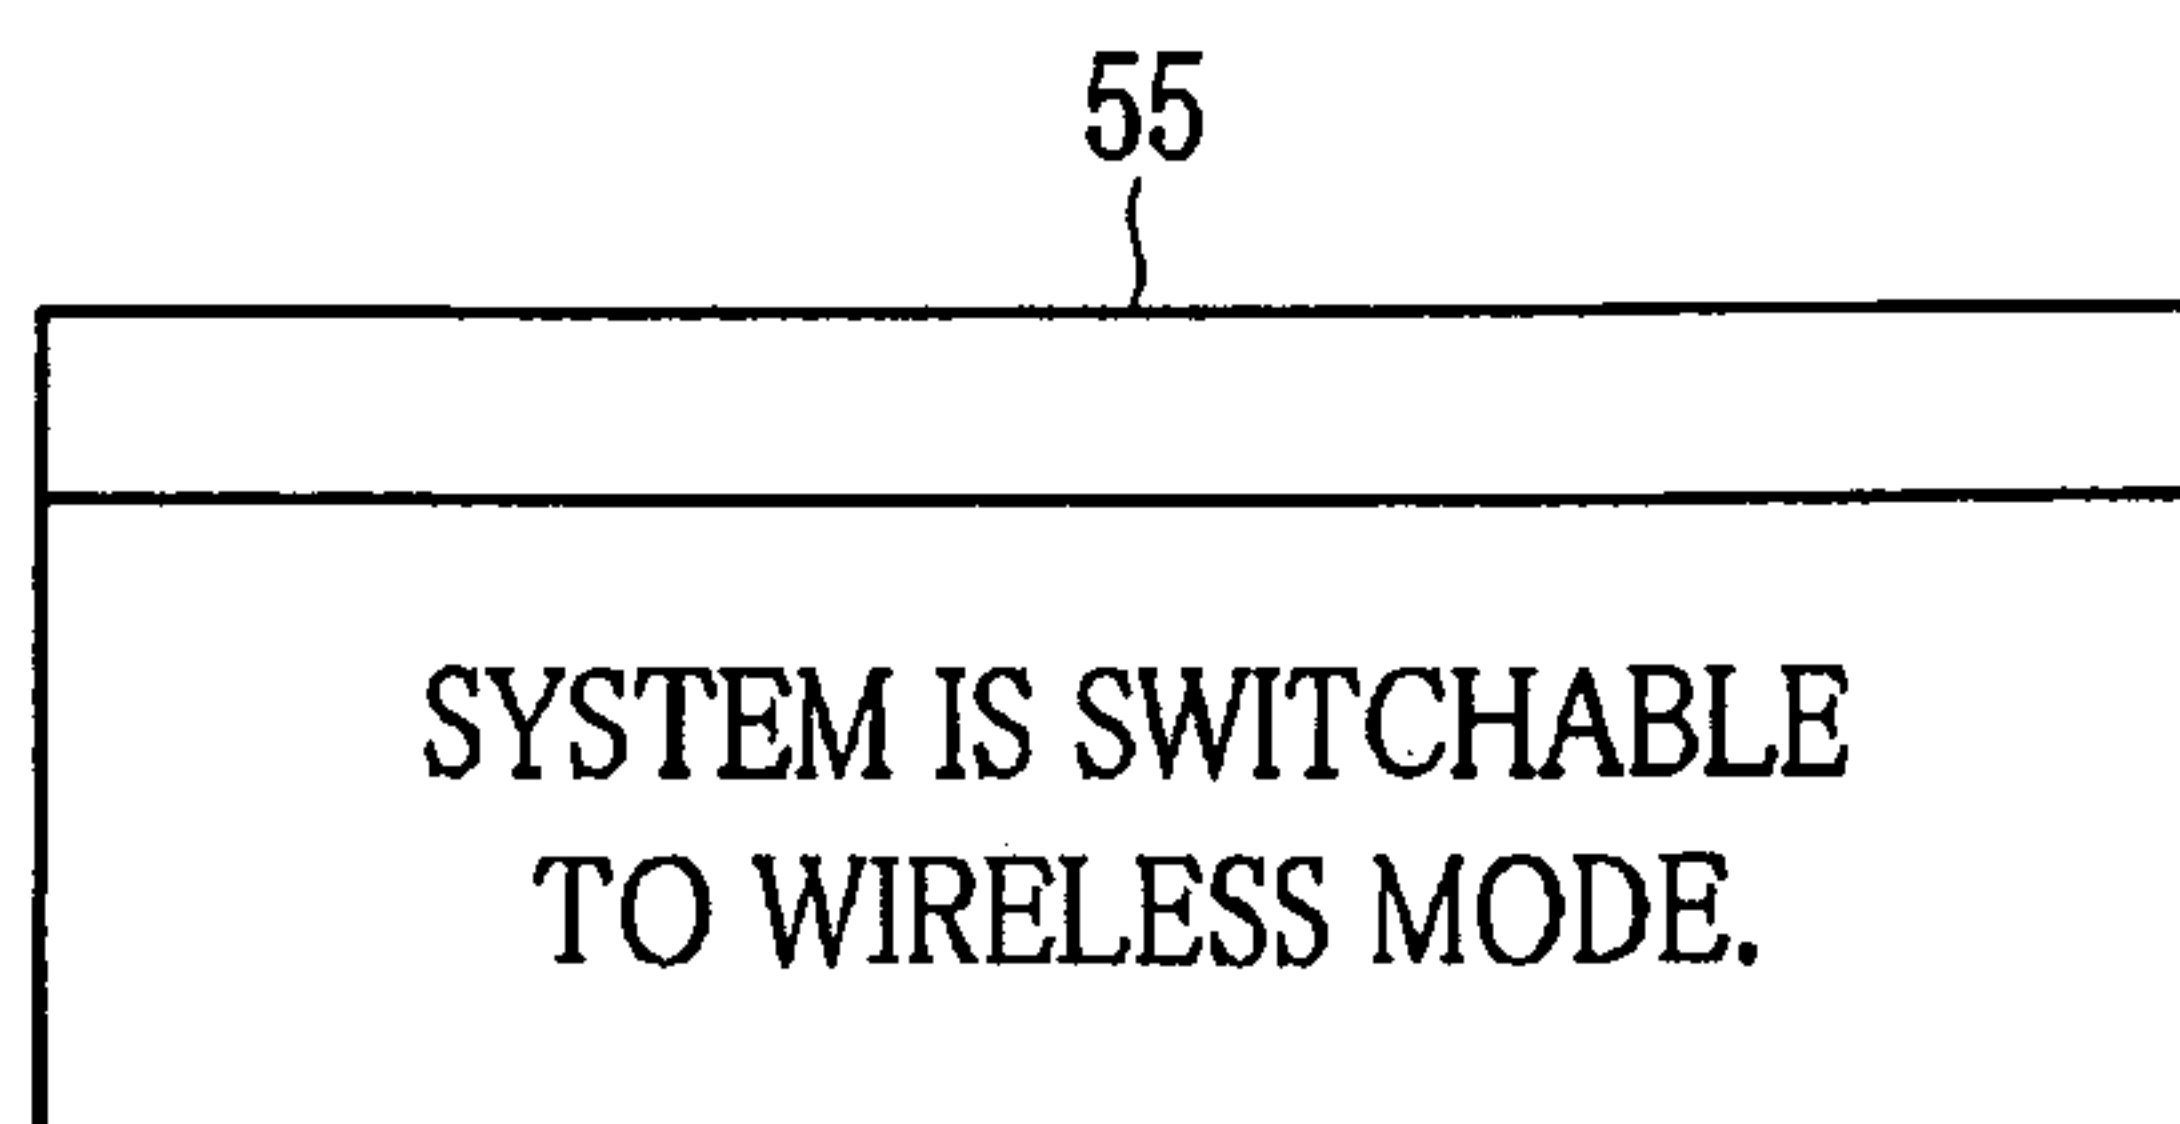 55
SYSTEM IS SWITCHABLE
TO WIRELESS MODE.